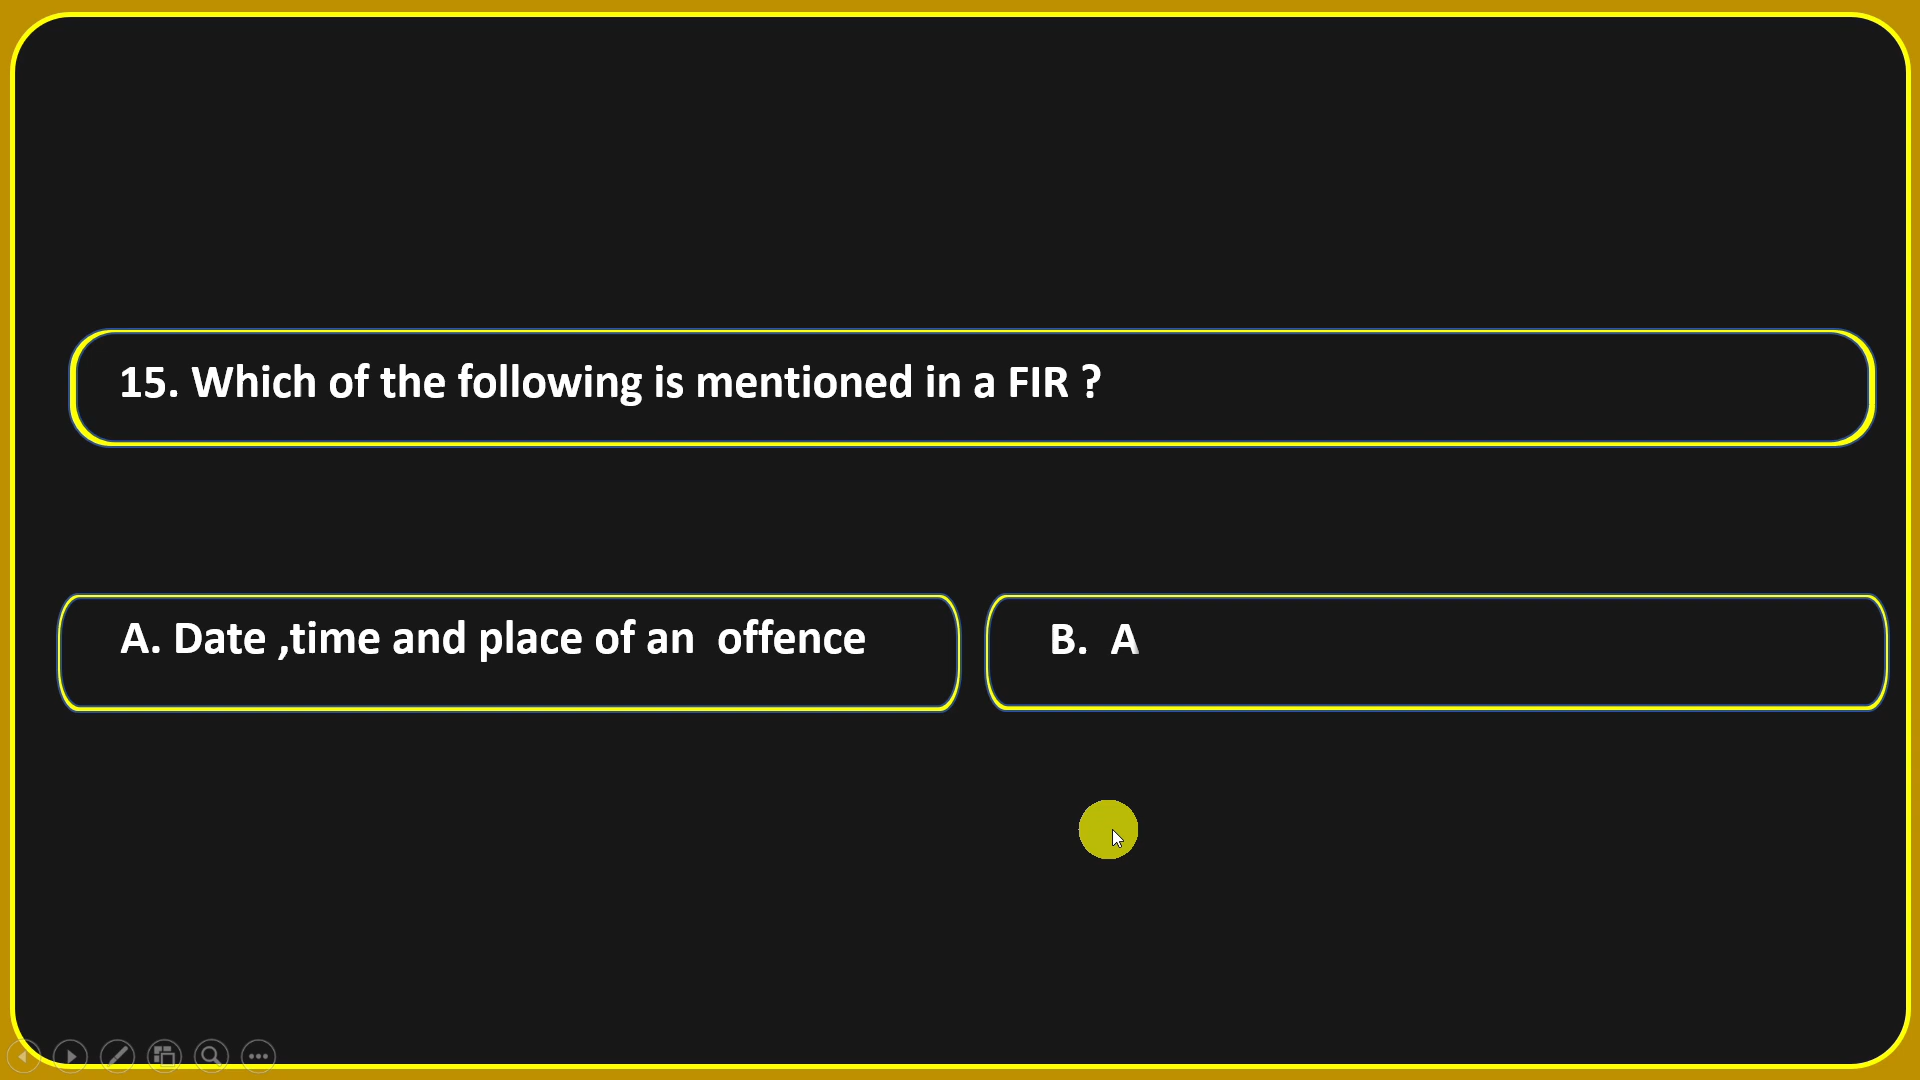 15. Which of the following is mentioned in a FIR ?
A. Date ,time and place of an  offence
B.  A